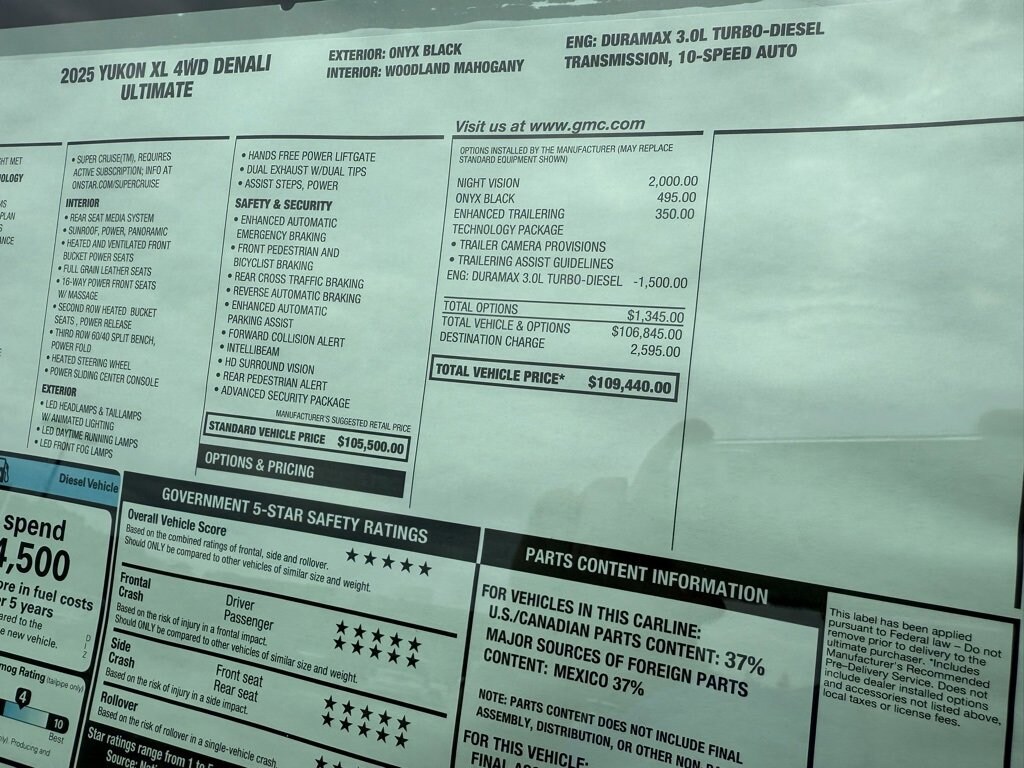 2025 YUKON XL 4WD DENALI
ULTIMATE
EXTERIOR: ONYX BLACK
INTERIOR: WOODLAND MAHOGANY
ENG: DURAMAX 3.0L TURBO-DIESEL
TRANSMISSION, 10-SPEED AUTO
• SUPER CRUISE(TM), REQUIRES
ACTIVE SUBSCRIPTION; INFO AT
ONSTAR.COM/SUPERCRUISE
INTERIOR
• REAR SEAT MEDIA SYSTEM
• SUNROOF, POWER, PANORAMIC
• HEATED AND VENTILATED FRONT
BUCKET POWER SEATS
• FULL GRAIN LEATHER SEATS
• 16-WAY POWER FRONT SEATS
W/ MASSAGE
• SECOND ROW HEATED BUCKET
SEATS, POWER RELEASE
• THIRD ROW 60/40 SPLIT BENCH,
POWER FOLD
• HEATED STEERING WHEEL
• POWER SLIDING CENTER CONSOLE
EXTERIOR
• LED HEADLAMPS & TAILLAMPS
W/ ANIMATED LIGHTING
• LED DAYTIME RUNNING LAMPS
• LED FRONT FOG LAMPS
• HANDS FREE POWER LIFTGATE
• DUAL EXHAUST W/DUAL TIPS
• ASSIST STEPS, POWER
SAFETY & SECURITY
• ENHANCED AUTOMATIC
EMERGENCY BRAKING
• FRONT PEDESTRIAN AND
BICYCLIST BRAKING
• REAR CROSS TRAFFIC BRAKING
• REVERSE AUTOMATIC BRAKING
• ENHANCED AUTOMATIC
PARKING ASSIST
• FORWARD COLLISION ALERT
• INTELLIBEAM
• HD SURROUND VISION
• REAR PEDESTRIAN ALERT
• ADVANCED SECURITY PACKAGE
MANUFACTURER'S SUGGESTED RETAIL PRICE
STANDARD VEHICLE PRICE $105,500.00
OPTIONS & PRICING
Visit us at www.gmc.com
OPTIONS INSTALLED BY THE MANUFACTURER (MAY REPLACE
STANDARD EQUIPMENT SHOWN)
NIGHT VISION 2,000.00
ONYX BLACK 495.00
ENHANCED TRAILERING 350.00
TECHNOLOGY PACKAGE
• TRAILER CAMERA PROVISIONS
• TRAILERING ASSIST GUIDELINES
ENG: DURAMAX 3.0L TURBO-DIESEL -1,500.00
TOTAL OPTIONS $1,345.00
TOTAL VEHICLE & OPTIONS $106,845.00
DESTINATION CHARGE 2,595.00
TOTAL VEHICLE PRICE* $109,440.00
Diesel Vehicle
spend
4,500
ore in fuel costs
r 5 years
ared to the
e new vehicle.
mog Rating (tailpipe only)
4
10
Best
only). Producing and
GOVERNMENT 5-STAR SAFETY RATINGS
Overall Vehicle Score ★★★★★
Based on the combined ratings of frontal, side and rollover.
Should ONLY be compared to other vehicles of similar size and weight.
Frontal Driver ★★★★★
Crash Passenger ★★★★★
Based on the risk of injury in a frontal impact.
Should ONLY be compared to other vehicles of similar size and weight.
Side Front seat ★★★★★
Crash Rear seat ★★★★★
Based on the risk of injury in a side impact.
Rollover
Based on the risk of rollover in a single-vehicle crash.
Star ratings range from 1 to
Source:
PARTS CONTENT INFORMATION
FOR VEHICLES IN THIS CARLINE:
U.S./CANADIAN PARTS CONTENT: 37%
MAJOR SOURCES OF FOREIGN PARTS
CONTENT: MEXICO 37%
NOTE: PARTS CONTENT DOES NOT INCLUDE FINAL
ASSEMBLY, DISTRIBUTION, OR OTHER NON-PA
FOR THIS VEHICLE:
FINAL AS
This label has been applied
pursuant to Federal law – Do not
remove prior to delivery to the
ultimate purchaser. *Includes
Manufacturer's Recommended
Pre–Delivery Service. Does not
include dealer installed options
and accessories not listed above,
local taxes or license fees.